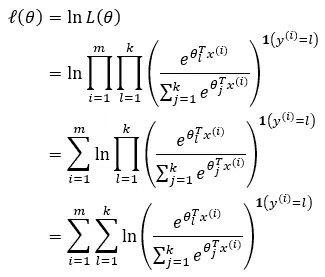 ℓ(θ) = ln L(θ)
= ln ∏_{i=1}^{m} ∏_{l=1}^{k} ( e^{θ_l^T x^{(i)}} / ∑_{j=1}^{k} e^{θ_j^T x^{(i)}} )^{1(y^{(i)}=l)}
= ∑_{i=1}^{m} ln ∏_{l=1}^{k} ( e^{θ_l^T x^{(i)}} / ∑_{j=1}^{k} e^{θ_j^T x^{(i)}} )^{1(y^{(i)}=l)}
= ∑_{i=1}^{m} ∑_{l=1}^{k} ln ( e^{θ_l^T x^{(i)}} / ∑_{j=1}^{k} e^{θ_j^T x^{(i)}} )^{1(y^{(i)}=l)}